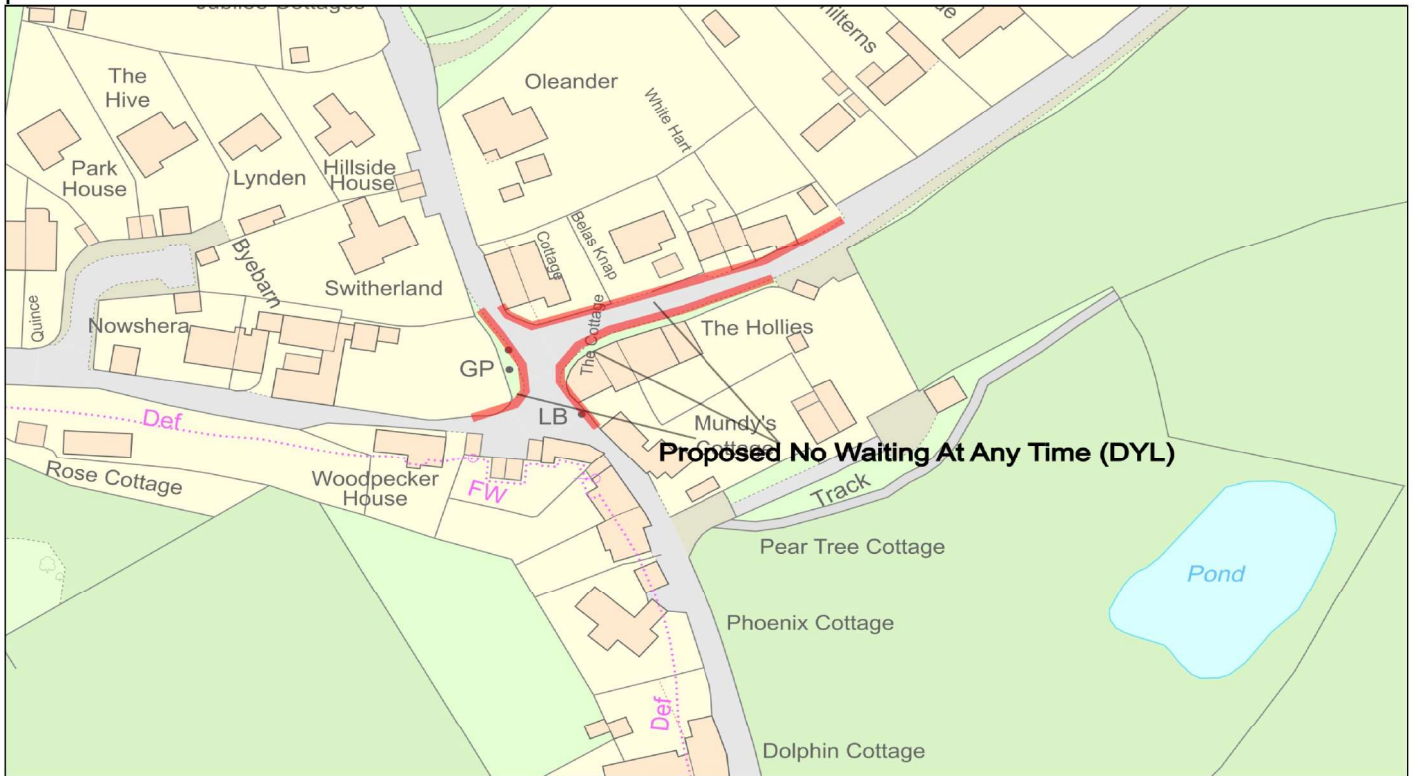 Jubilee Cottages
The
Hive
Oleander
White Hart
Park
House
Lynden
Hillside
House
Quince
Byebarn
Switherland
Cottage
Belas Knap
Nowshera
The Cottage
The Hollies
GP
LB
Mundy's
Cottage
Proposed No Waiting At Any Time (DYL)
Def
Rose Cottage
Woodpecker
House
FW
Track
Pear Tree Cottage
Pond
Phoenix Cottage
Def
Dolphin Cottage